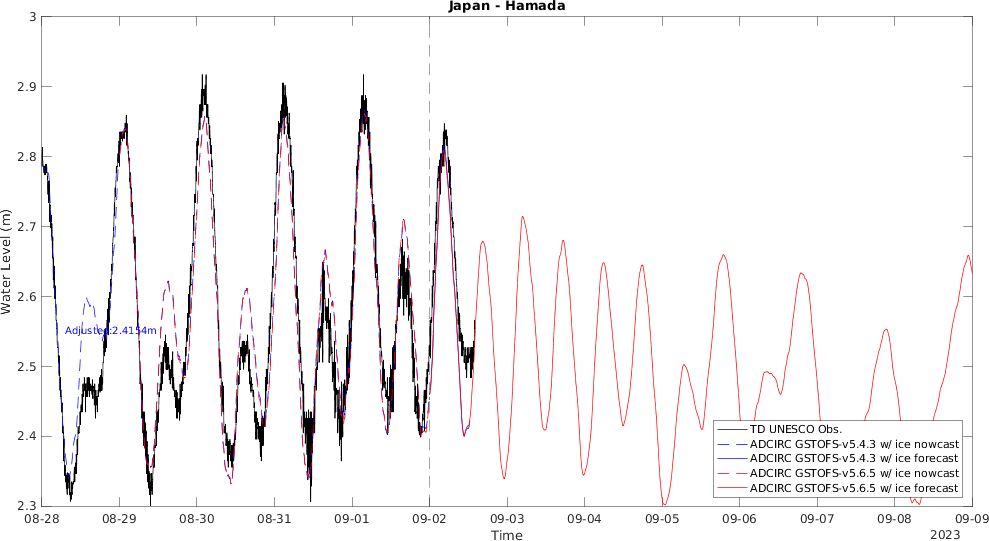 Japan - Hamada
3
2.9
2.8
2.7
2.6
2.5
2.4
2.3
Water Level (m)
Adjusted:2.4154m
TD UNESCO Obs.
ADCIRC GSTOFS-v5.4.3 w/ ice nowcast
ADCIRC GSTOFS-v5.4.3 w/ ice forecast
ADCIRC GSTOFS-v5.6.5 w/ ice nowcast
ADCIRC GSTOFS-v5.6.5 w/ ice forecast
08-28 08-29 08-30 08-31 09-01 09-02 09-03 09-04 09-05 09-06 09-07 09-08 09-09
Time
2023